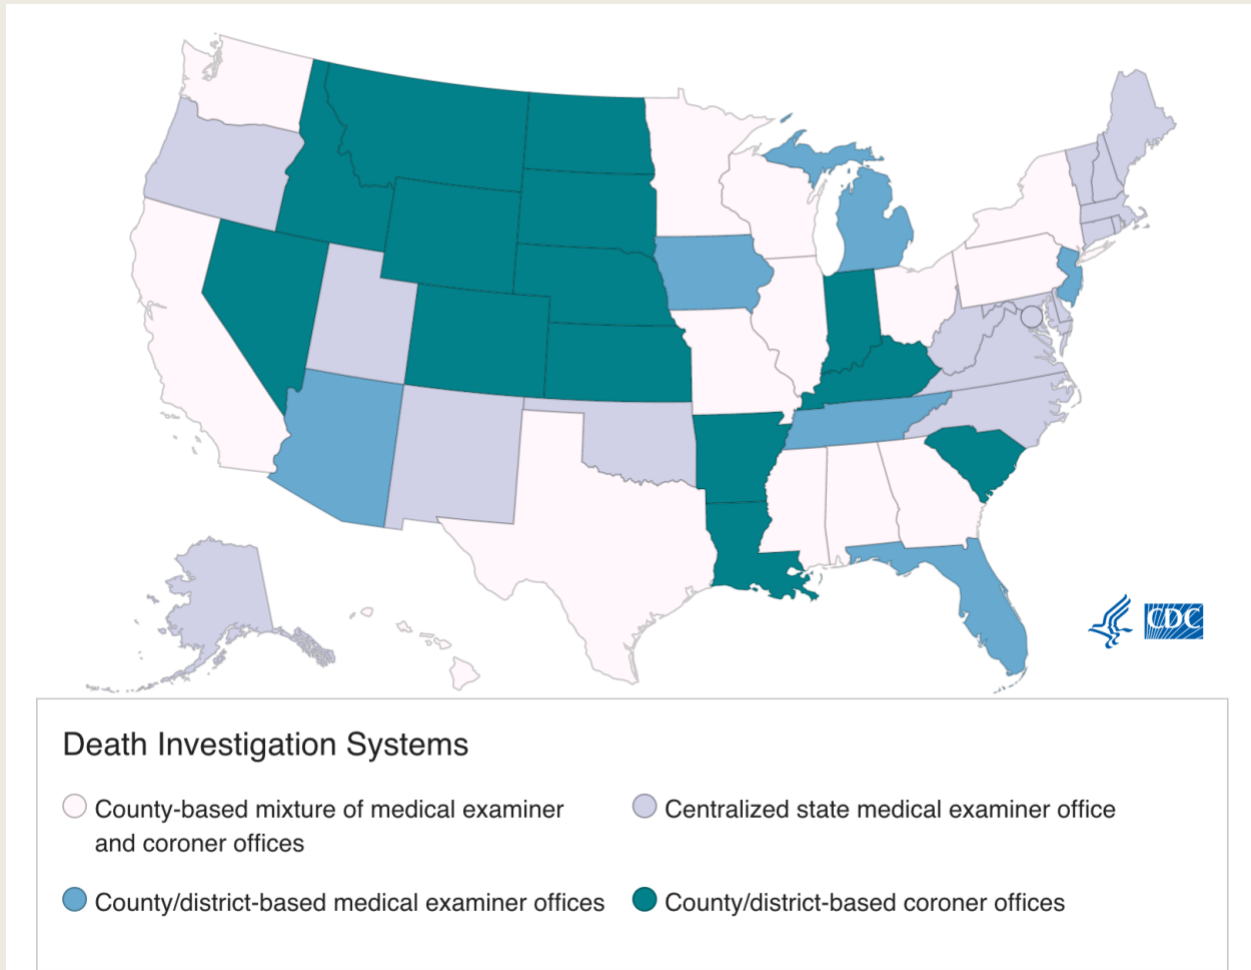 CDC
Death Investigation Systems
County-based mixture of medical examiner
and coroner offices
Centralized state medical examiner office
County/district-based medical examiner offices
County/district-based coroner offices